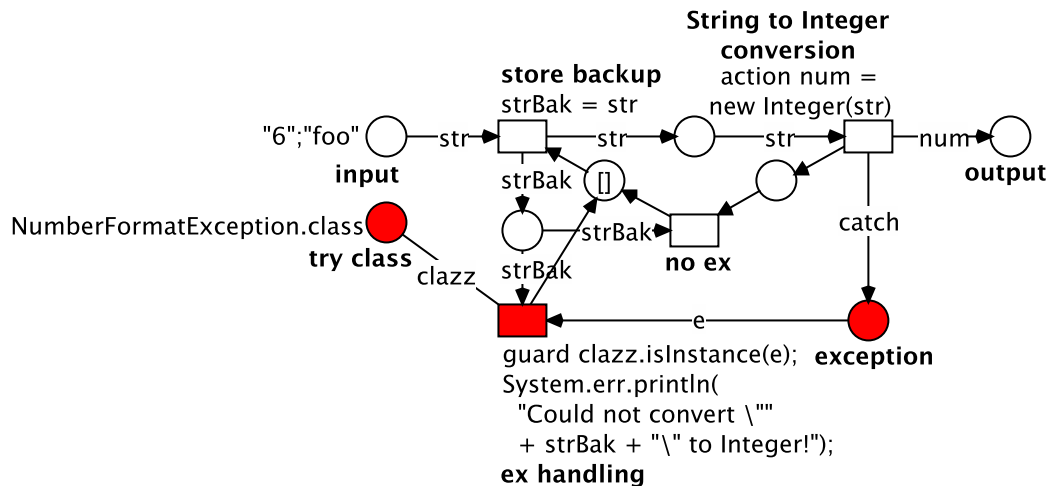 String to Integer
conversion
store backup
action num =
strBak = str
new Integer(str)
"6";"foo"
str
str
str
num
input
strBak
[]
output
NumberFormatException.class
strBak
catch
try class
no ex
clazz
strBak
e
guard clazz.isInstance(e);
exception
System.err.println(
"Could not convert \""
+ strBak + "\" to Integer!");
ex handling